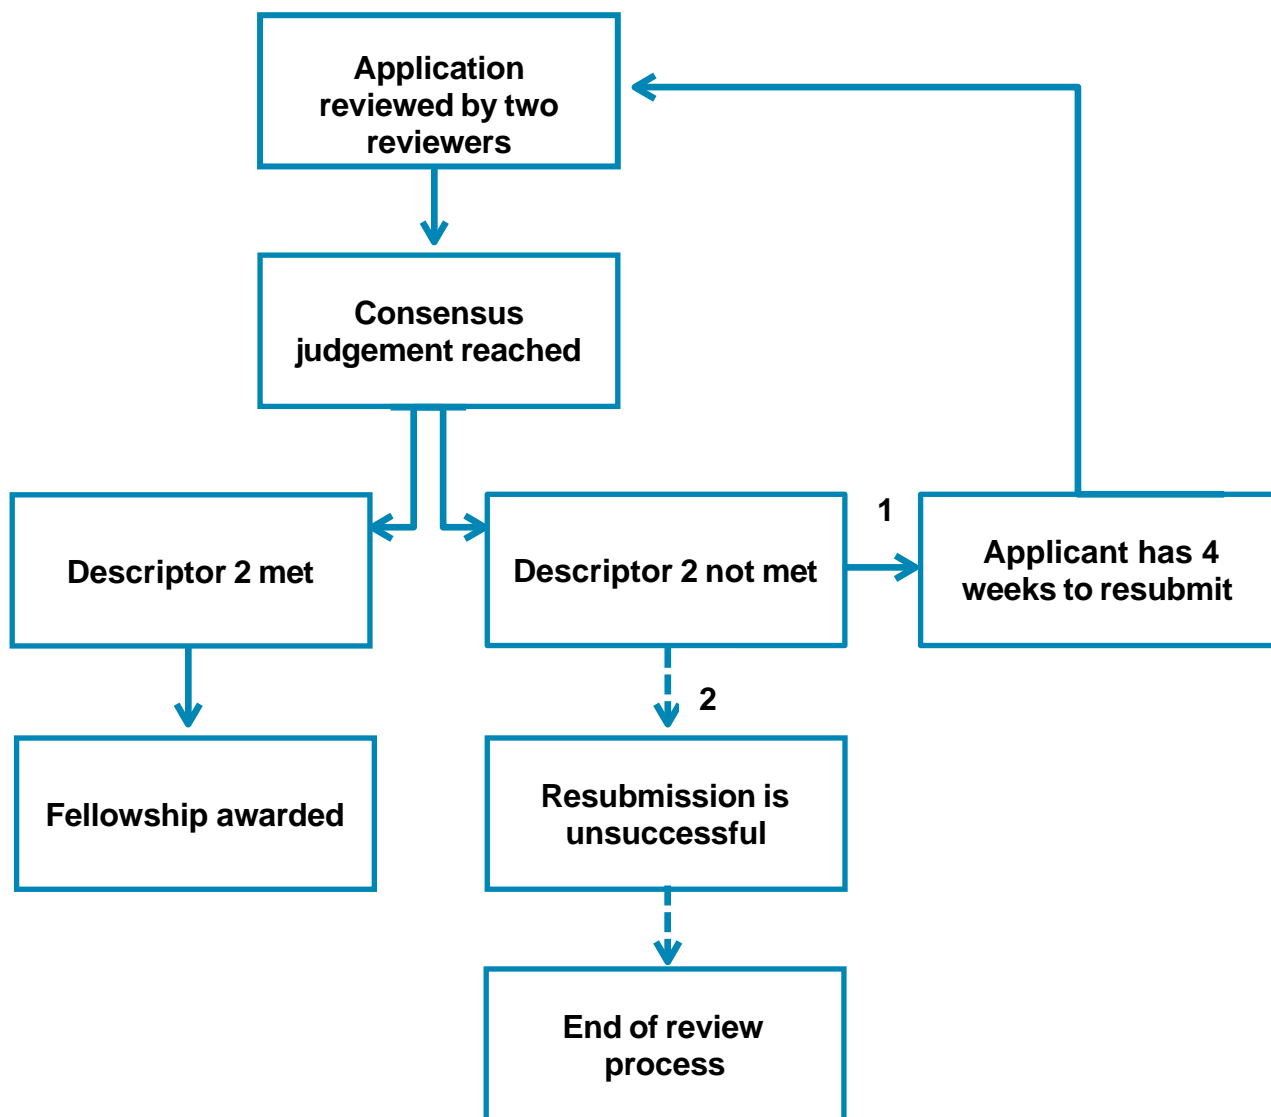 Application
reviewed by two
reviewers
Consensus
judgement reached
Descriptor 2 met
Descriptor 2 not met
1
Applicant has 4
weeks to resubmit
2
Fellowship awarded
Resubmission is
unsuccessful
End of review
process